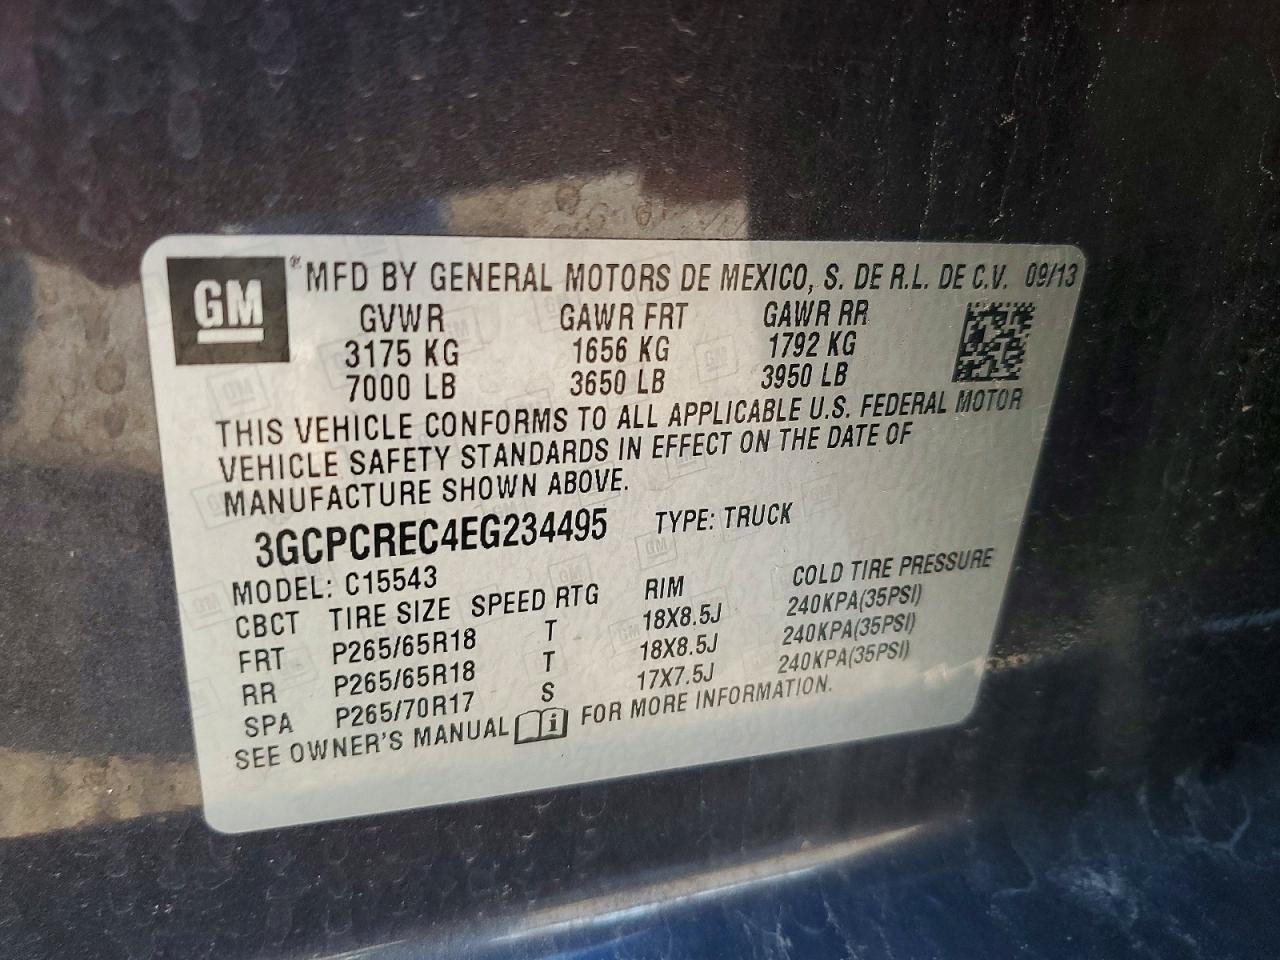 GM ® MFD BY GENERAL MOTORS DE MEXICO, S. DE R.L. DE C.V. 09/13
GVWR GAWR FRT GAWR RR
3175 KG 1656 KG 1792 KG
7000 LB 3650 LB 3950 LB
THIS VEHICLE CONFORMS TO ALL APPLICABLE U.S. FEDERAL MOTOR
VEHICLE SAFETY STANDARDS IN EFFECT ON THE DATE OF
MANUFACTURE SHOWN ABOVE.
3GCPCREC4EG234495 TYPE: TRUCK
MODEL: C15543
CBCT TIRE SIZE SPEED RTG RIM COLD TIRE PRESSURE
FRT P265/65R18 T 18X8.5J 240KPA(35PSI)
RR P265/65R18 T 18X8.5J 240KPA(35PSI)
SPA P265/70R17 S 17X7.5J 240KPA(35PSI)
SEE OWNER'S MANUAL i FOR MORE INFORMATION.